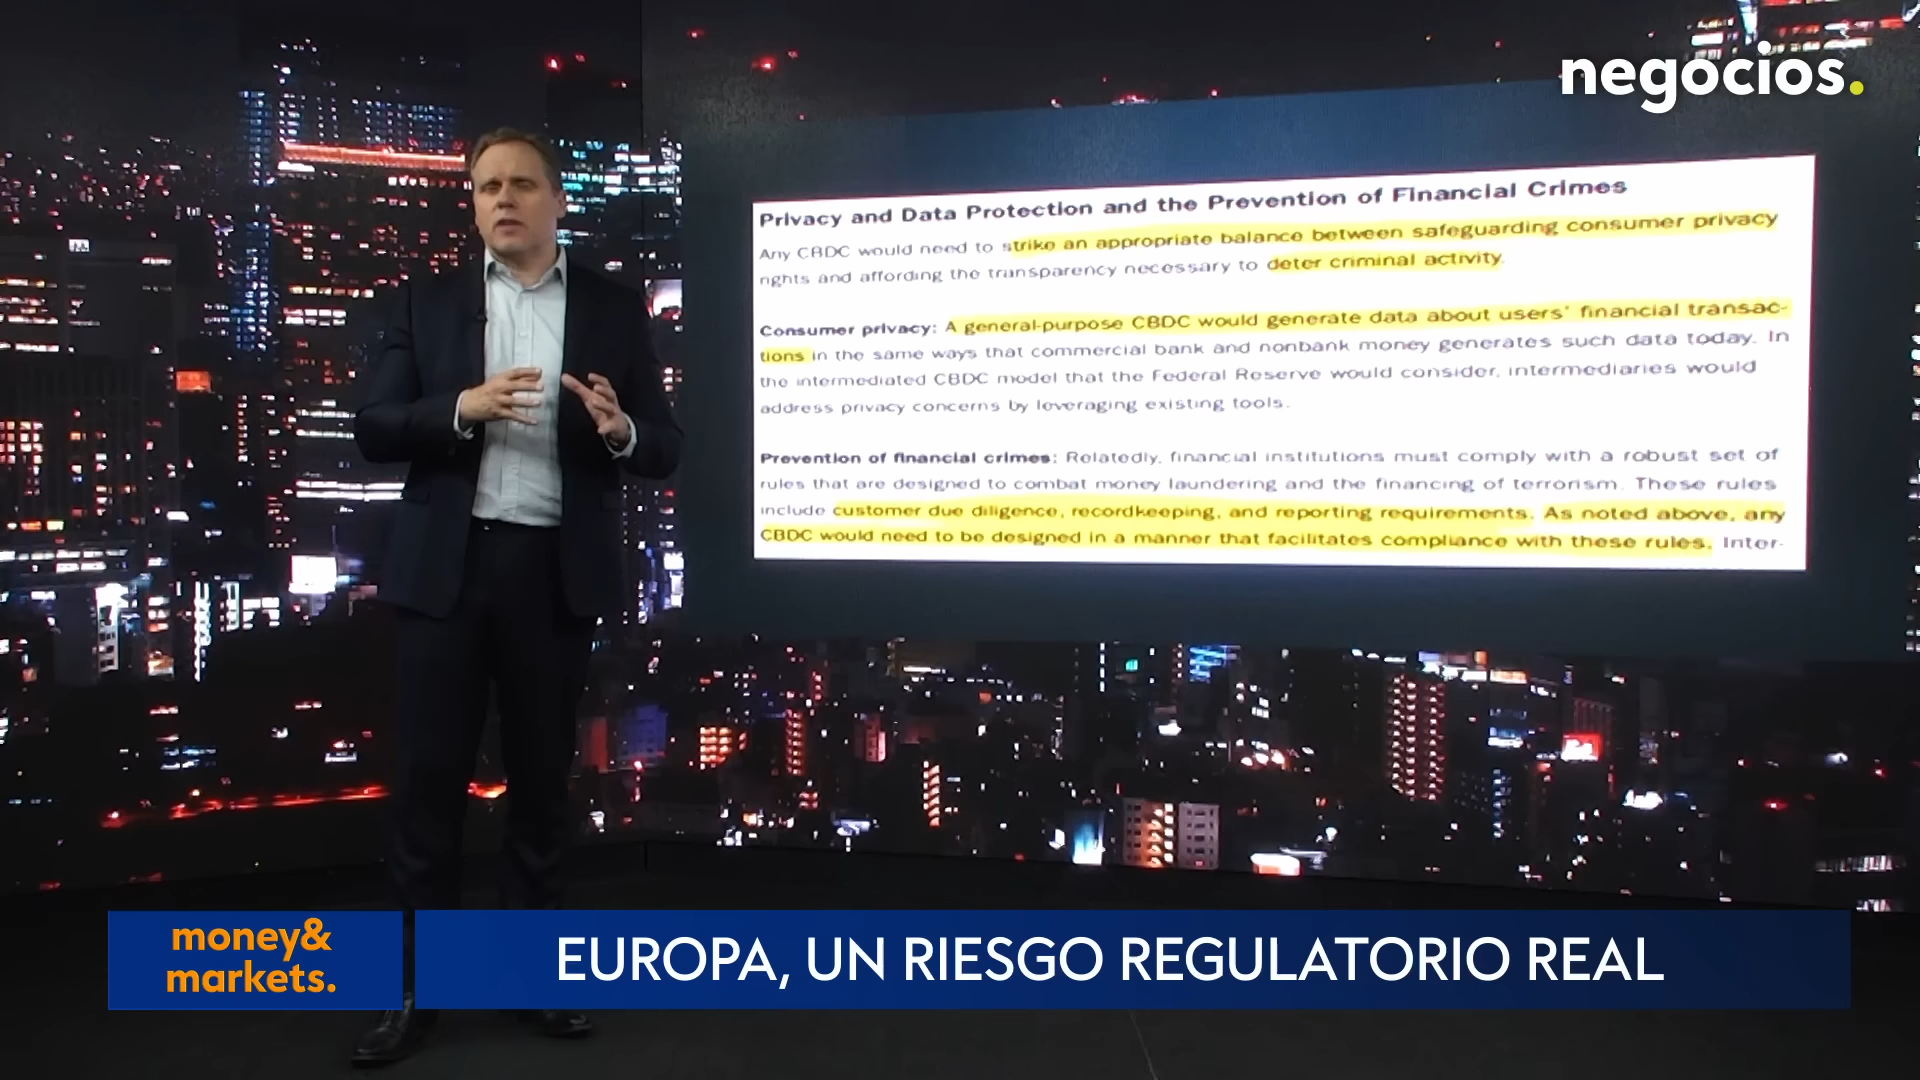 negocios.
Privacy and Data Protection and the Prevention of Financial Crimes
Any CBDC would need to strike an appropriate balance between safeguarding consumer privacy
rights and affording the transparency necessary to deter criminal activity.
Consumer privacy: A general-purpose CBDC would generate data about users' financial transac-
tions in the same ways that commercial bank and nonbank money generates such data today. In
the intermediated CBDC model that the Federal Reserve would consider, intermediaries would
address privacy concerns by leveraging existing tools.
Prevention of financial crimes: Relatedly, financial institutions must comply with a robust set of
rules that are designed to combat money laundering and the financing of terrorism. These rules
include customer due diligence, recordkeeping, and reporting requirements. As noted above, any
CBDC would need to be designed in a manner that facilitates compliance with these rules. Inter-
money&
markets.
EUROPA, UN RIESGO REGULATORIO REAL